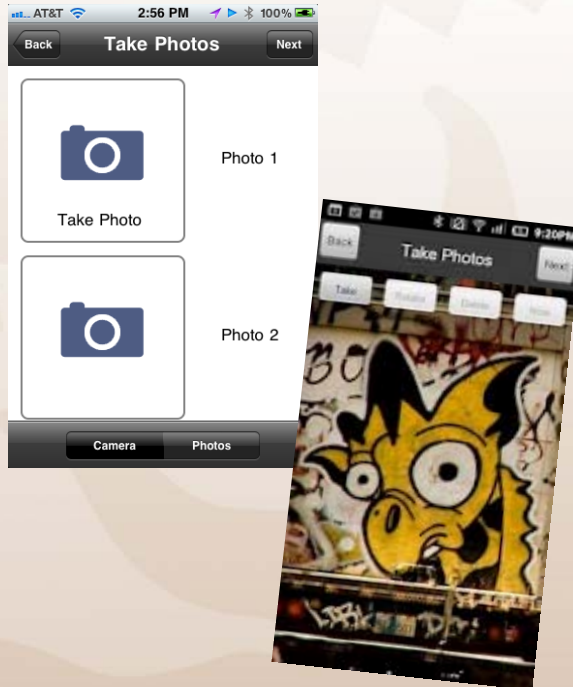 AT&T 2:56 PM 100%
Back Take Photos Next
Photo 1
Take Photo
Photo 2
Camera Photos
9:20PM
Back Take Photos Next
Take Rotate Delete
BO